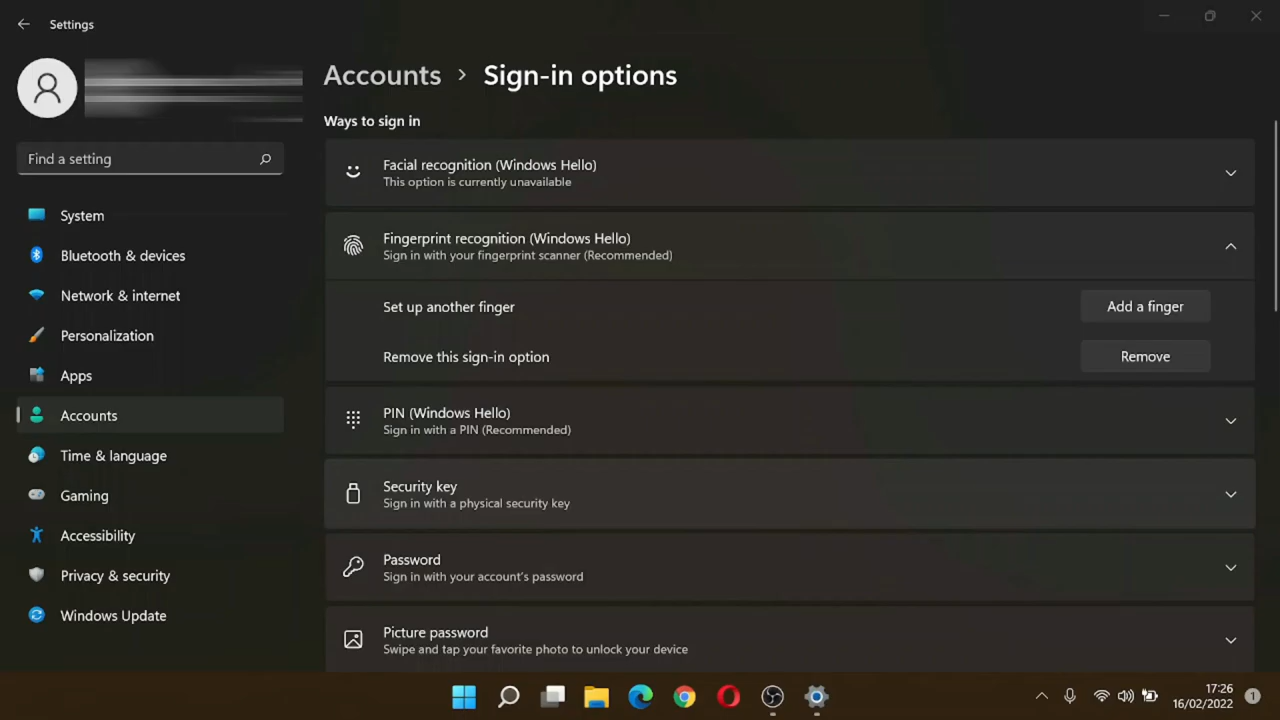 Settings
Accounts > Sign-in options
Ways to sign in
Find a setting
System
Bluetooth & devices
Network & internet
Personalization
Apps
Accounts
Time & language
Gaming
Accessibility
Privacy & security
Windows Update
Facial recognition (Windows Hello)
This option is currently unavailable
Fingerprint recognition (Windows Hello)
Sign in with your fingerprint scanner (Recommended)
Set up another finger
Add a finger
Remove this sign-in option
Remove
PIN (Windows Hello)
Sign in with a PIN (Recommended)
Security key
Sign in with a physical security key
Password
Sign in with your account's password
Picture password
Swipe and tap your favorite photo to unlock your device
17:26
16/02/2022
1